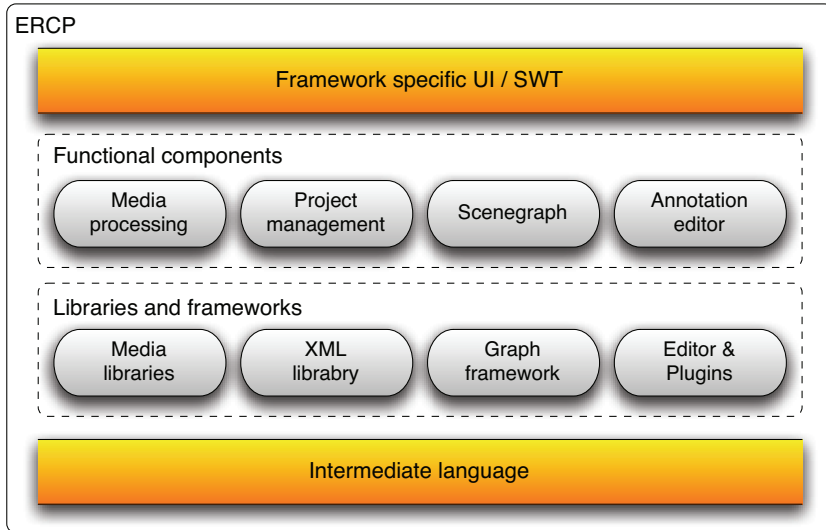 ERCP
Framework specific UI / SWT
Functional components
Media
processing
Project
management
Scenegraph
Annotation
editor
Libraries and frameworks
Media
libraries
XML
librabry
Graph
framework
Editor &
Plugins
Intermediate language